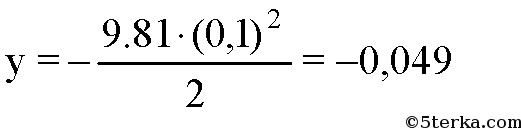 y = − 9.81·(0,1)² / 2 = −0,049
©5terka.com